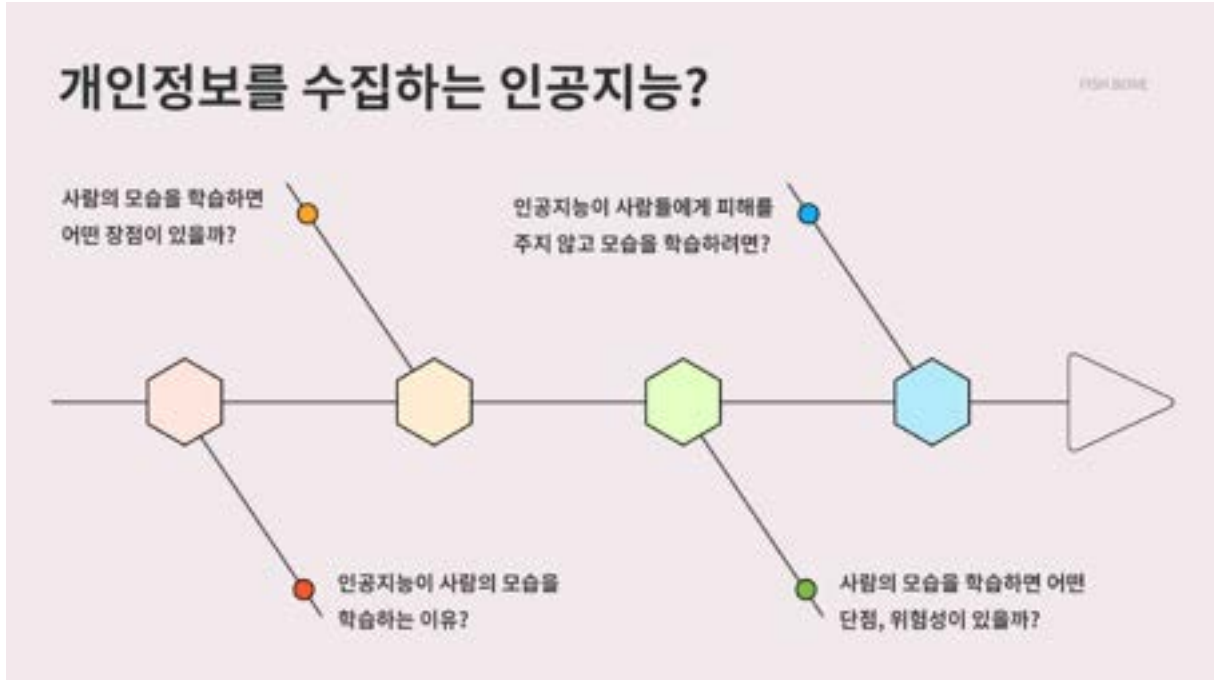 개인정보를 수집하는 인공지능?
FISH BONE
사람의 모습을 학습하면
어떤 장점이 있을까?
인공지능이 사람들에게 피해를
주지 않고 모습을 학습하려면?
인공지능이 사람의 모습을
학습하는 이유?
사람의 모습을 학습하면 어떤
단점, 위험성이 있을까?